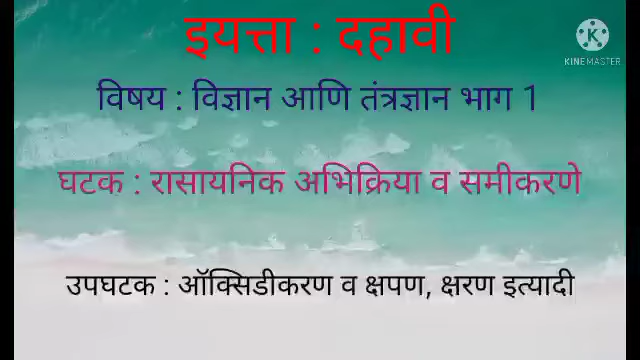 इयत्ता : दहावी
K
KINEMASTER
विषय : विज्ञान आणि तंत्रज्ञान भाग 1
घटक : रासायनिक अभिक्रिया व समीकरणे
उपघटक : ऑक्सिडीकरण व क्षपण, क्षरण इत्यादी